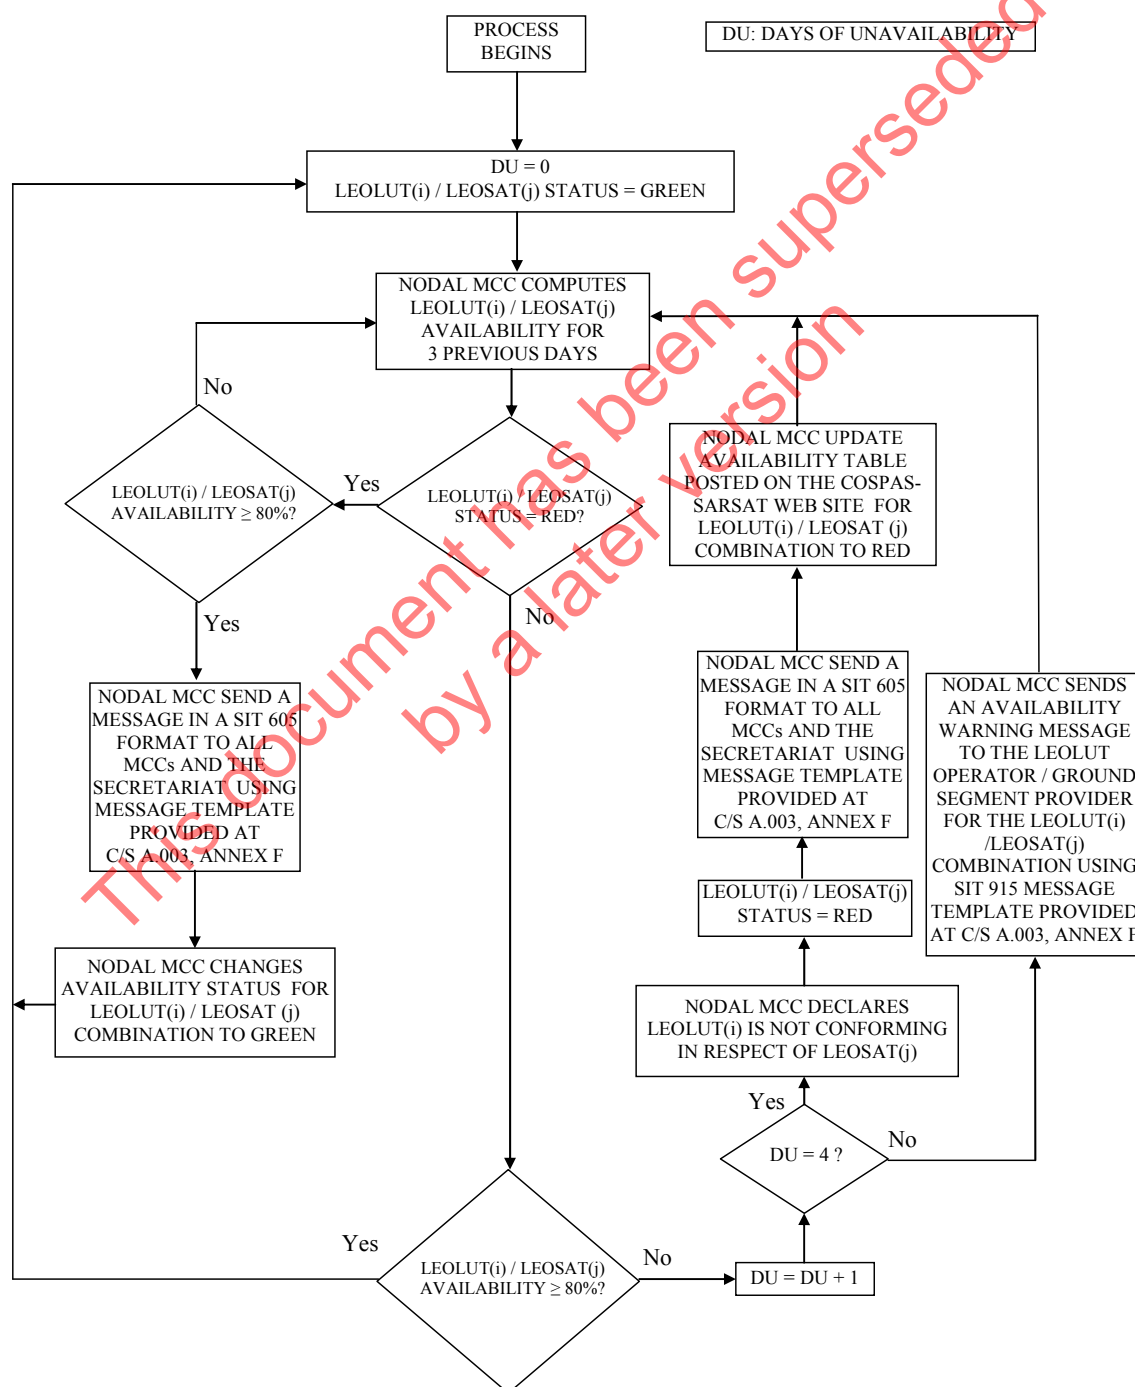 PROCESS
BEGINS
DU: DAYS OF UNAVAILABILITY
DU = 0
LEOLUT(i) / LEOSAT(j) STATUS = GREEN
NODAL MCC COMPUTES
LEOLUT(i) / LEOSAT(j)
AVAILABILITY FOR
3 PREVIOUS DAYS
No
LEOLUT(i) / LEOSAT(j)
AVAILABILITY ≥ 80%?
Yes
LEOLUT(i) / LEOSAT(j)
STATUS = RED?
No
Yes
NODAL MCC UPDATE
AVAILABILITY TABLE
POSTED ON THE COSPAS-
SARSAT WEB SITE FOR
LEOLUT(i) / LEOSAT (j)
COMBINATION TO RED
NODAL MCC SEND A
MESSAGE IN A SIT 605
FORMAT TO ALL
MCCs AND THE
SECRETARIAT USING
MESSAGE TEMPLATE
PROVIDED AT
C/S A.003, ANNEX F
NODAL MCC SEND A
MESSAGE IN A SIT 605
FORMAT TO ALL
MCCs AND THE
SECRETARIAT USING
MESSAGE TEMPLATE
PROVIDED AT
C/S A.003, ANNEX F
NODAL MCC SENDS
AN AVAILABILITY
WARNING MESSAGE
TO THE LEOLUT
OPERATOR / GROUND
SEGMENT PROVIDER
FOR THE LEOLUT(i)
/LEOSAT(j)
COMBINATION USING
SIT 915 MESSAGE
TEMPLATE PROVIDED
AT C/S A.003, ANNEX F
LEOLUT(i) / LEOSAT(j)
STATUS = RED
NODAL MCC CHANGES
AVAILABILITY STATUS FOR
LEOLUT(i) / LEOSAT (j)
COMBINATION TO GREEN
NODAL MCC DECLARES
LEOLUT(i) IS NOT CONFORMING
IN RESPECT OF LEOSAT(j)
Yes
DU = 4 ?
No
Yes
LEOLUT(i) / LEOSAT(j)
AVAILABILITY ≥ 80%?
No
DU = DU + 1
This document has been superseded
by a later version